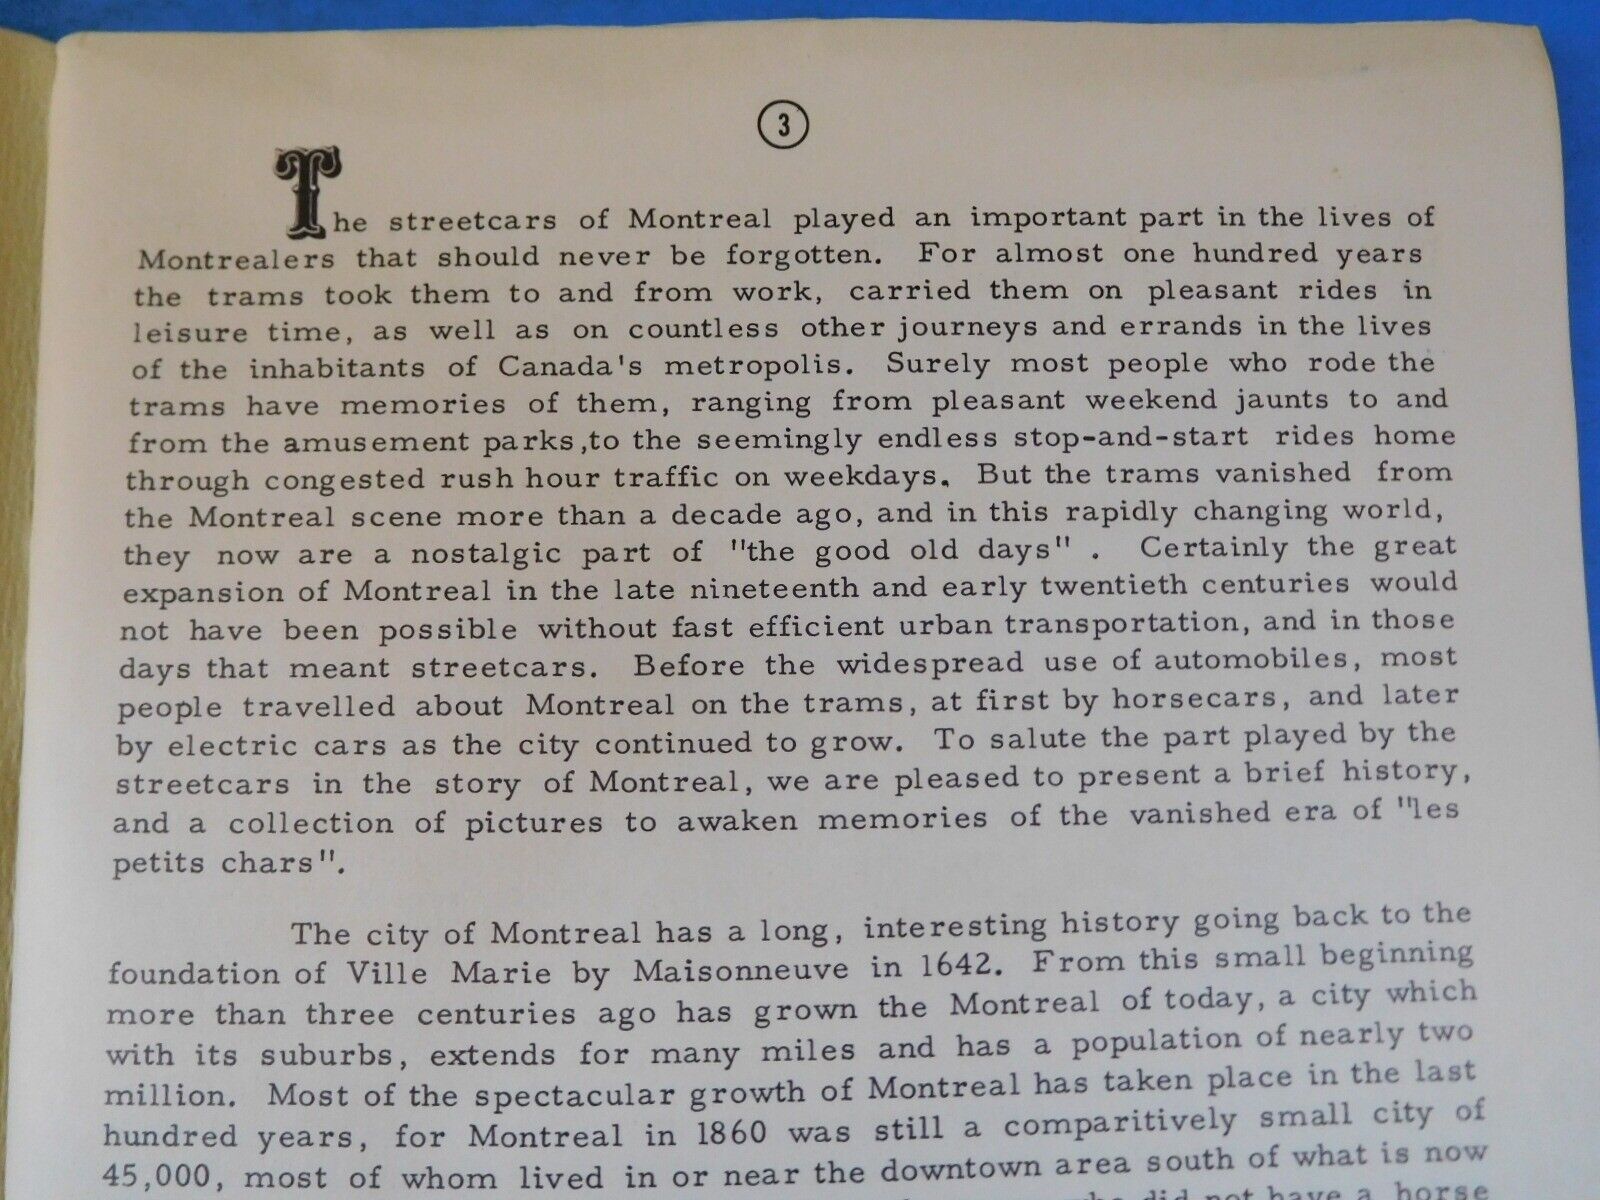 3
The streetcars of Montreal played an important part in the lives of
Montrealers that should never be forgotten. For almost one hundred years
the trams took them to and from work, carried them on pleasant rides in
leisure time, as well as on countless other journeys and errands in the lives
of the inhabitants of Canada's metropolis. Surely most people who rode the
trams have memories of them, ranging from pleasant weekend jaunts to and
from the amusement parks,to the seemingly endless stop-and-start rides home
through congested rush hour traffic on weekdays. But the trams vanished from
the Montreal scene more than a decade ago, and in this rapidly changing world,
they now are a nostalgic part of "the good old days" . Certainly the great
expansion of Montreal in the late nineteenth and early twentieth centuries would
not have been possible without fast efficient urban transportation, and in those
days that meant streetcars. Before the widespread use of automobiles, most
people travelled about Montreal on the trams, at first by horsecars, and later
by electric cars as the city continued to grow. To salute the part played by the
streetcars in the story of Montreal, we are pleased to present a brief history,
and a collection of pictures to awaken memories of the vanished era of "les
petits chars".
The city of Montreal has a long, interesting history going back to the
foundation of Ville Marie by Maisonneuve in 1642. From this small beginning
more than three centuries ago has grown the Montreal of today, a city which
with its suburbs, extends for many miles and has a population of nearly two
million. Most of the spectacular growth of Montreal has taken place in the last
hundred years, for Montreal in 1860 was still a comparitively small city of
45,000, most of whom lived in or near the downtown area south of what is now
did not have a horse